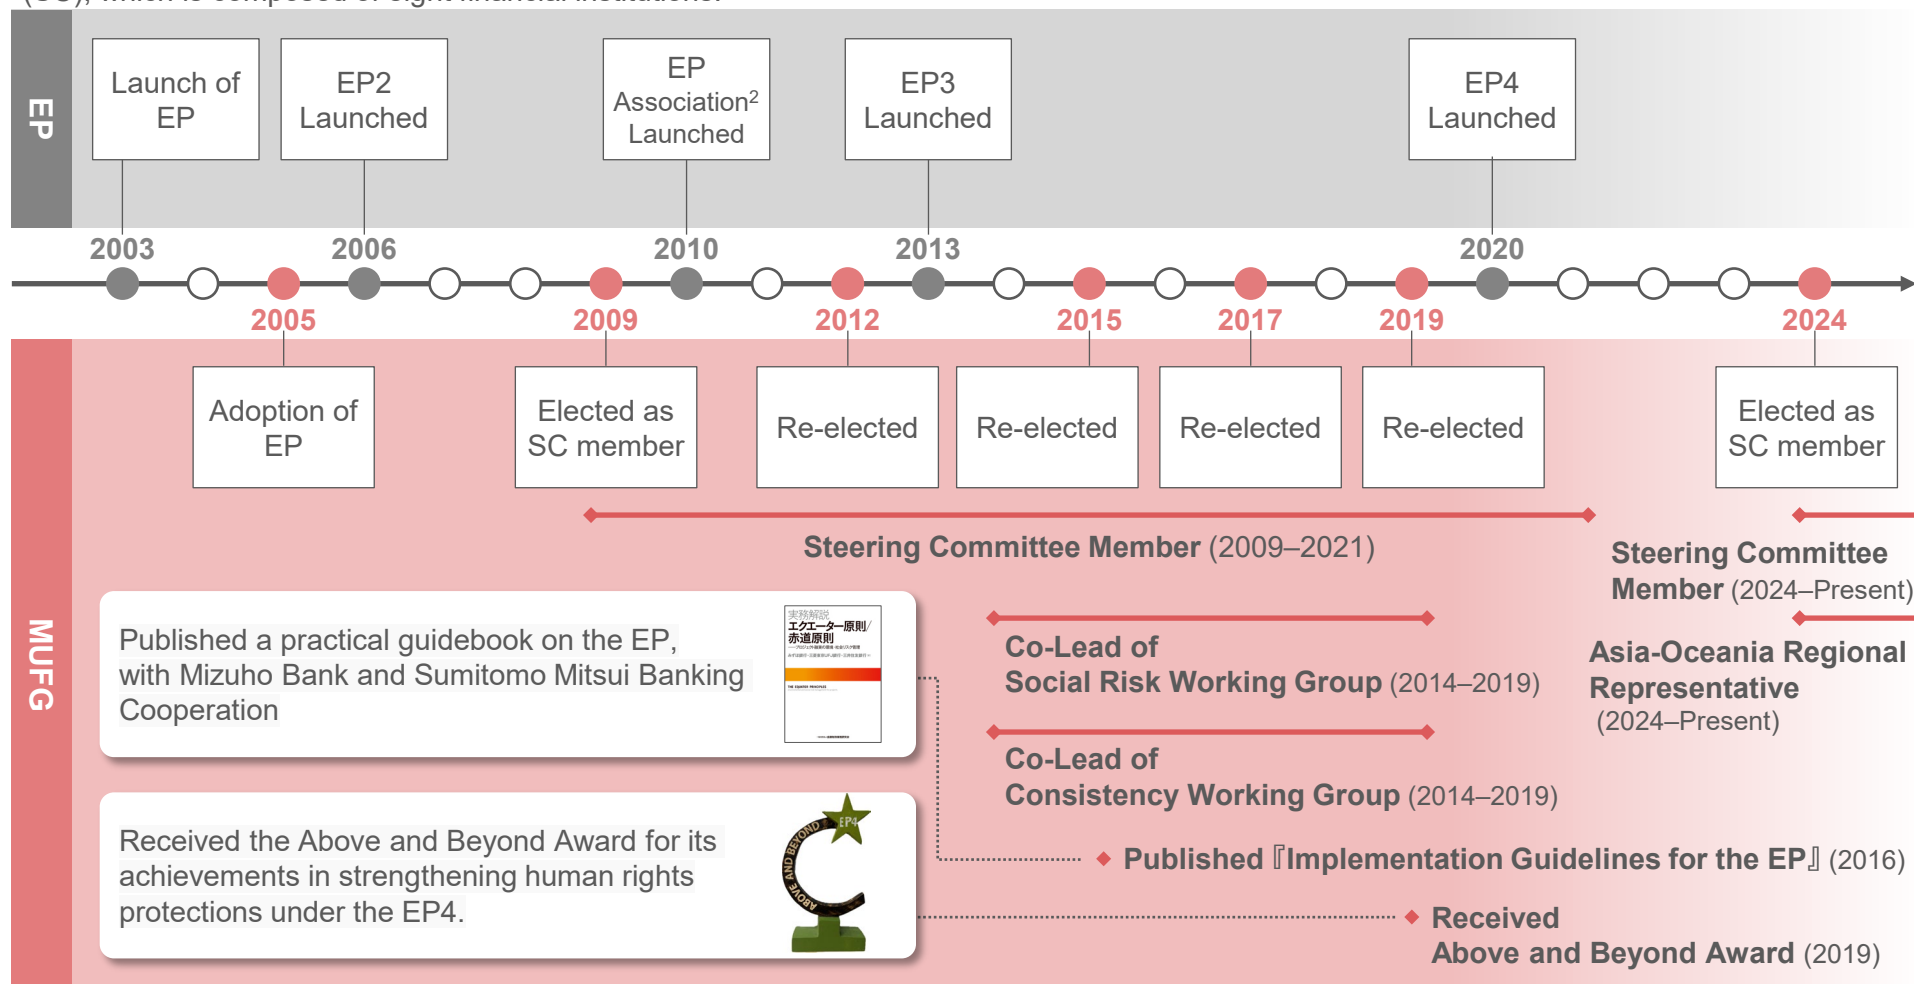 EP
Launch of
EP
EP2
Launched
EP
Association2
Launched
EP3
Launched
EP4
Launched
2003
2006
2010
2013
2020
2005
2009
2012
2015
2017
2019
2024
MUFG
Adoption of
EP
Elected as
SC member
Re-elected
Re-elected
Re-elected
Re-elected
Elected as
SC member
Steering Committee Member (2009–2021)
Steering Committee
Member (2024–Present)
Published a practical guidebook on the EP,
with Mizuho Bank and Sumitomo Mitsui Banking
Cooperation
実務解説
エクエーター原則/
赤道原則
THE EQUATOR PRINCIPLES
Co-Lead of
Social Risk Working Group (2014–2019)
Asia-Oceania Regional
Representative
(2024–Present)
Co-Lead of
Consistency Working Group (2014–2019)
Received the Above and Beyond Award for its
achievements in strengthening human rights
protections under the EP4.
EP4
ABOVE AND BEYOND
ABOVE
Published『Implementation Guidelines for the EP』(2016)
Received
Above and Beyond Award (2019)